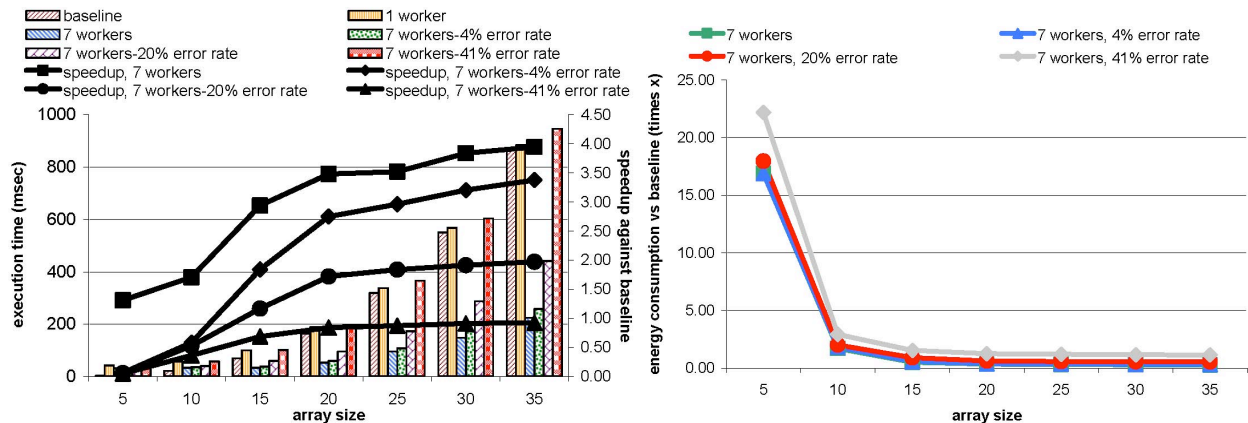 baseline
1 worker
7 workers
7 workers-4% error rate
7 workers-20% error rate
7 workers-41% error rate
speedup, 7 workers
speedup, 7 workers-4% error rate
speedup, 7 workers-20% error rate
speedup, 7 workers-41% error rate
execution time (msec)
1000
800
600
400
200
0
4.50
4.00
3.50
3.00
2.50
2.00
1.50
1.00
0.50
0.00
speedup against baseline
5
10
15
20
25
30
35
array size
7 workers
7 workers, 4% error rate
7 workers, 20% error rate
7 workers, 41% error rate
energy consumption vs baseline (times x)
25.00
20.00
15.00
10.00
5.00
0.00
5
10
15
20
25
30
35
array size